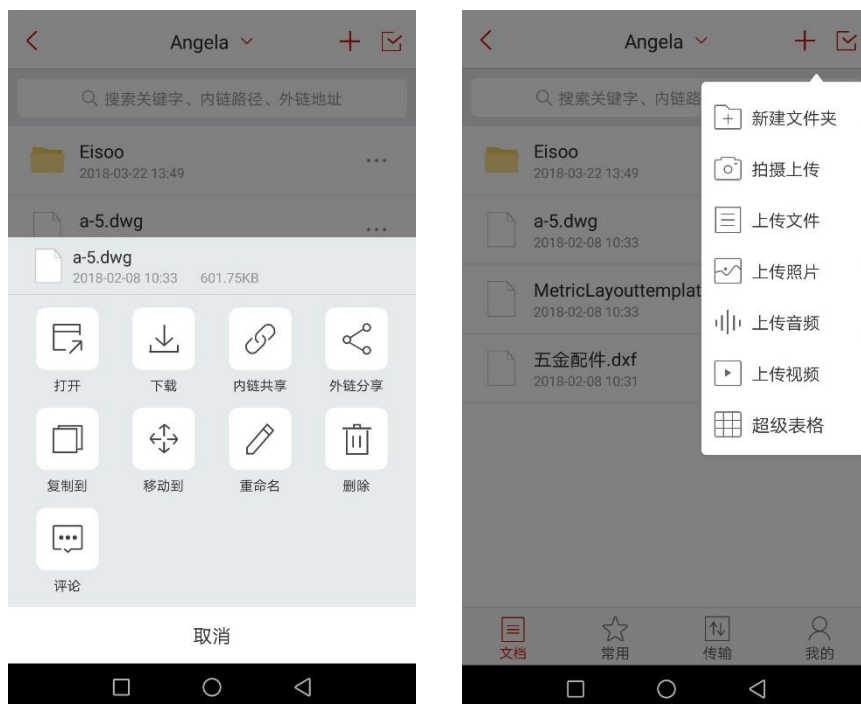 Angela
搜索关键字、内链路径、外链地址
Eisoo
2018-03-22 13:49
a-5.dwg
a-5.dwg
2018-02-08 10:33 601.75KB
打开 下载 内链共享 外链分享
复制到 移动到 重命名 删除
评论
取消
Angela
搜索关键字、内链路
Eisoo
2018-03-22 13:49
a-5.dwg
2018-02-08 10:33
MetricLayouttemplat
2018-02-08 10:33
五金配件.dxf
2018-02-08 10:31
新建文件夹
拍摄上传
上传文件
上传照片
上传音频
上传视频
超级表格
文档 常用 传输 我的